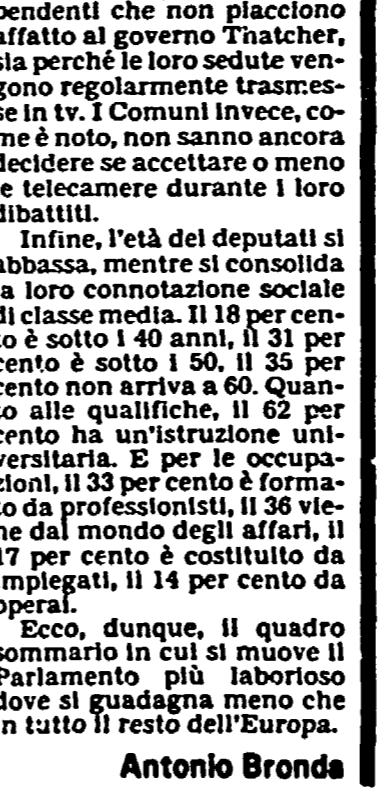 pendenti che non piacciono
affatto al governo Thatcher,
sia perché le loro sedute ven-
gono regolarmente trasmes-
se in tv. I Comuni invece, co-
me è noto, non sanno ancora
decidere se accettare o meno
le telecamere durante i loro
dibattiti.
Infine, l'età dei deputati si
abbassa, mentre si consolida
la loro connotazione sociale
di classe media. Il 18 per cen-
to è sotto i 40 anni, il 31 per
cento è sotto i 50, il 35 per
cento non arriva a 60. Quan-
to alle qualifiche, il 62 per
cento ha un'istruzione uni-
versitaria. E per le occupa-
zioni, il 33 per cento è forma-
to da professionisti, il 36 vie-
ne dal mondo degli affari, il
17 per cento è costituito da
impiegati, il 14 per cento da
operai.
Ecco, dunque, il quadro
sommario in cui si muove il
Parlamento più laborioso
dove si guadagna meno che
in tutto il resto dell'Europa.
Antonio Bronda